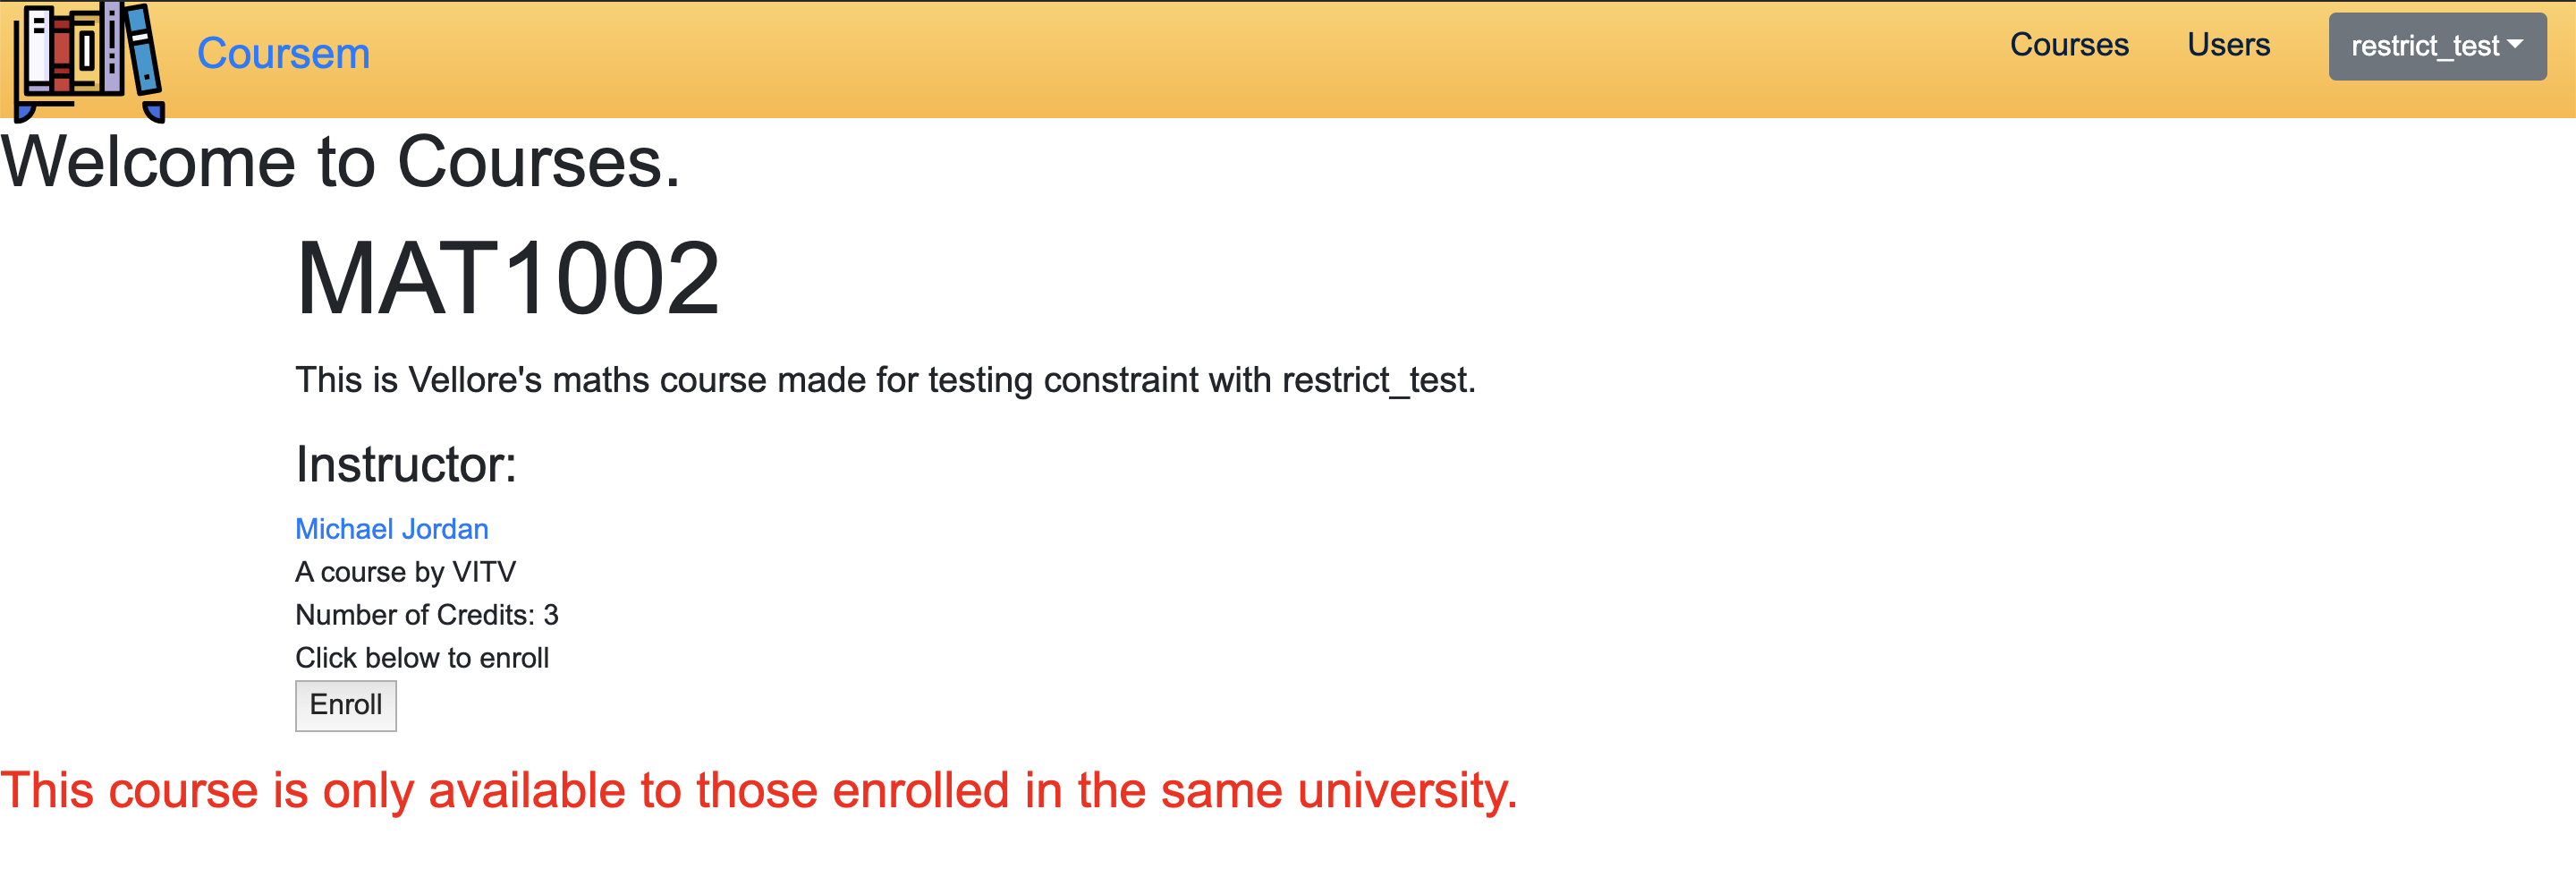 Coursem
Courses
Users
restrict_test
Welcome to Courses.
MAT1002
This is Vellore's maths course made for testing constraint with restrict_test.
Instructor:
Michael Jordan
A course by VITV
Number of Credits: 3
Click below to enroll
Enroll
This course is only available to those enrolled in the same university.